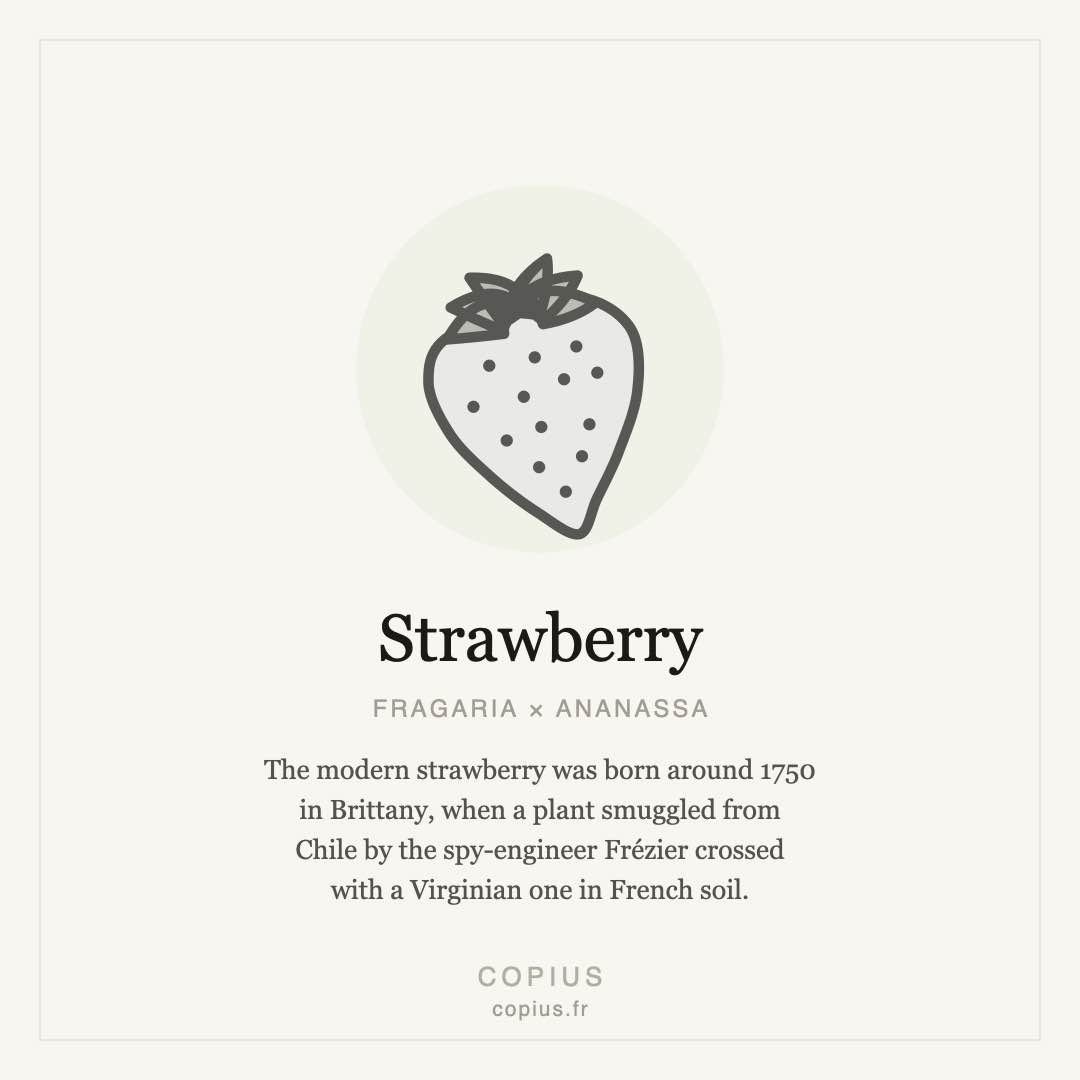 Strawberry
FRAGARIA × ANANASSA
The modern strawberry was born around 1750
in Brittany, when a plant smuggled from
Chile by the spy-engineer Frézier crossed
with a Virginian one in French soil.
COPIUS
copius.fr